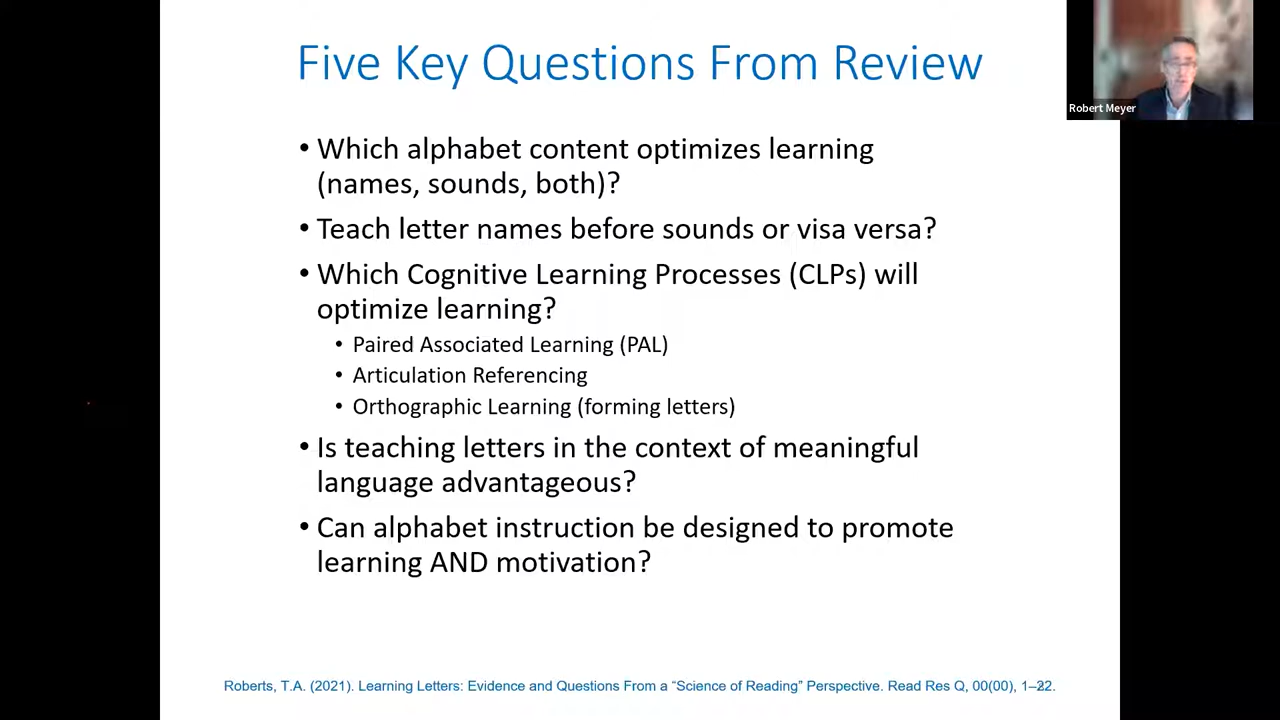 Five Key Questions From Review
Robert Meyer
• Which alphabet content optimizes learning
(names, sounds, both)?
• Teach letter names before sounds or visa versa?
• Which Cognitive Learning Processes (CLPs) will
optimize learning?
• Paired Associated Learning (PAL)
• Articulation Referencing
• Orthographic Learning (forming letters)
• Is teaching letters in the context of meaningful
language advantageous?
• Can alphabet instruction be designed to promote
learning AND motivation?
Roberts, T.A. (2021). Learning Letters: Evidence and Questions From a “Science of Reading” Perspective. Read Res Q, 00(00), 1–22.